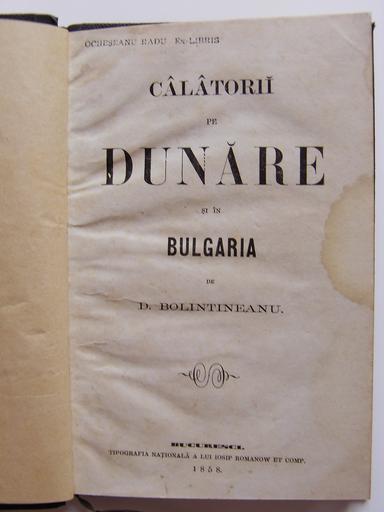 OCHEȘEANU RADU EX-LIBRIS
CÂLÂTORIĬ
PE
DUNĂRE
ȘI ÎN
BULGARIA
DE
D. BOLINTINEANU.
BUCURESCI.
TIPOGRAFIA NAȚIONALĂ A LUI IOSIP ROMANOW ET COMP.
1858.